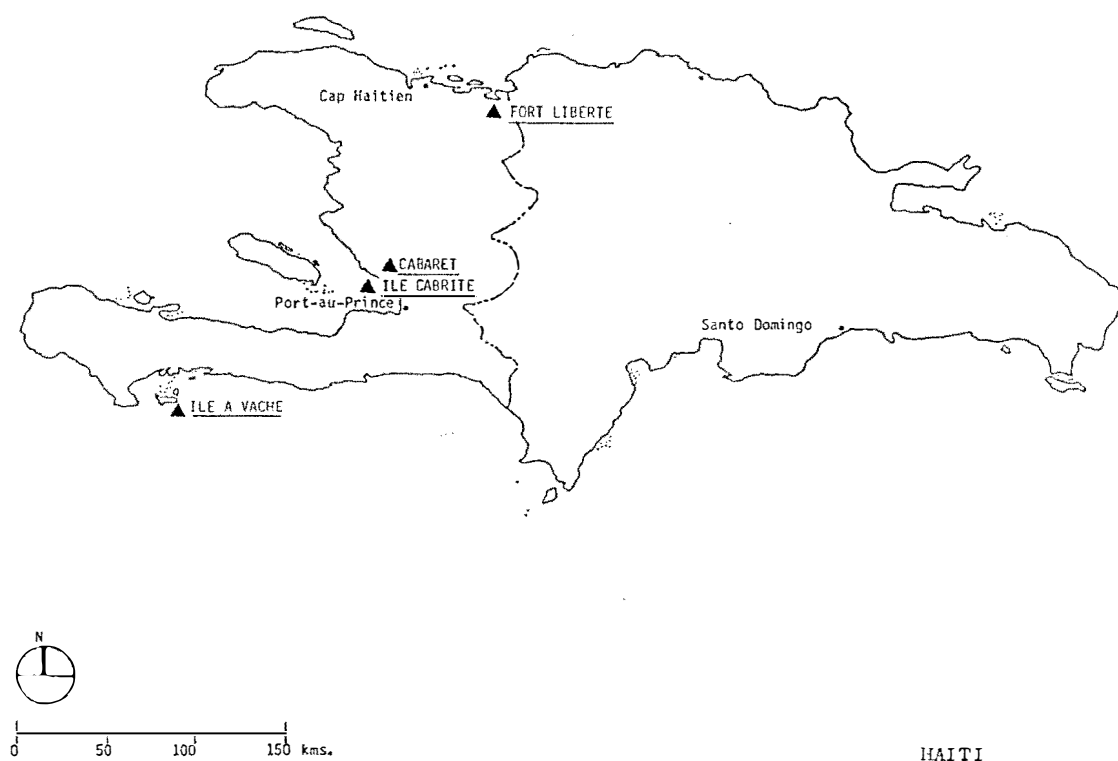 Cap Haitien
FORT LIBERTE
CABARET
ILE CABRITE
Port-au-Prince
Santo Domingo
ILE A VACHE
N
0 50 100 150 kms.
HAITI